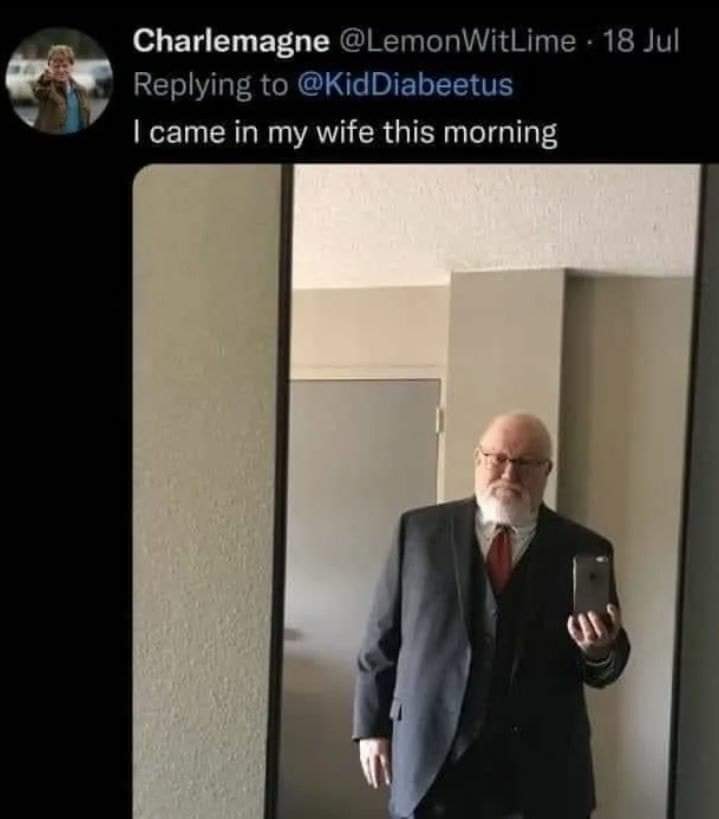 Charlemagne @LemonWitLime · 18 Jul
Replying to @KidDiabeetus
I came in my wife this morning